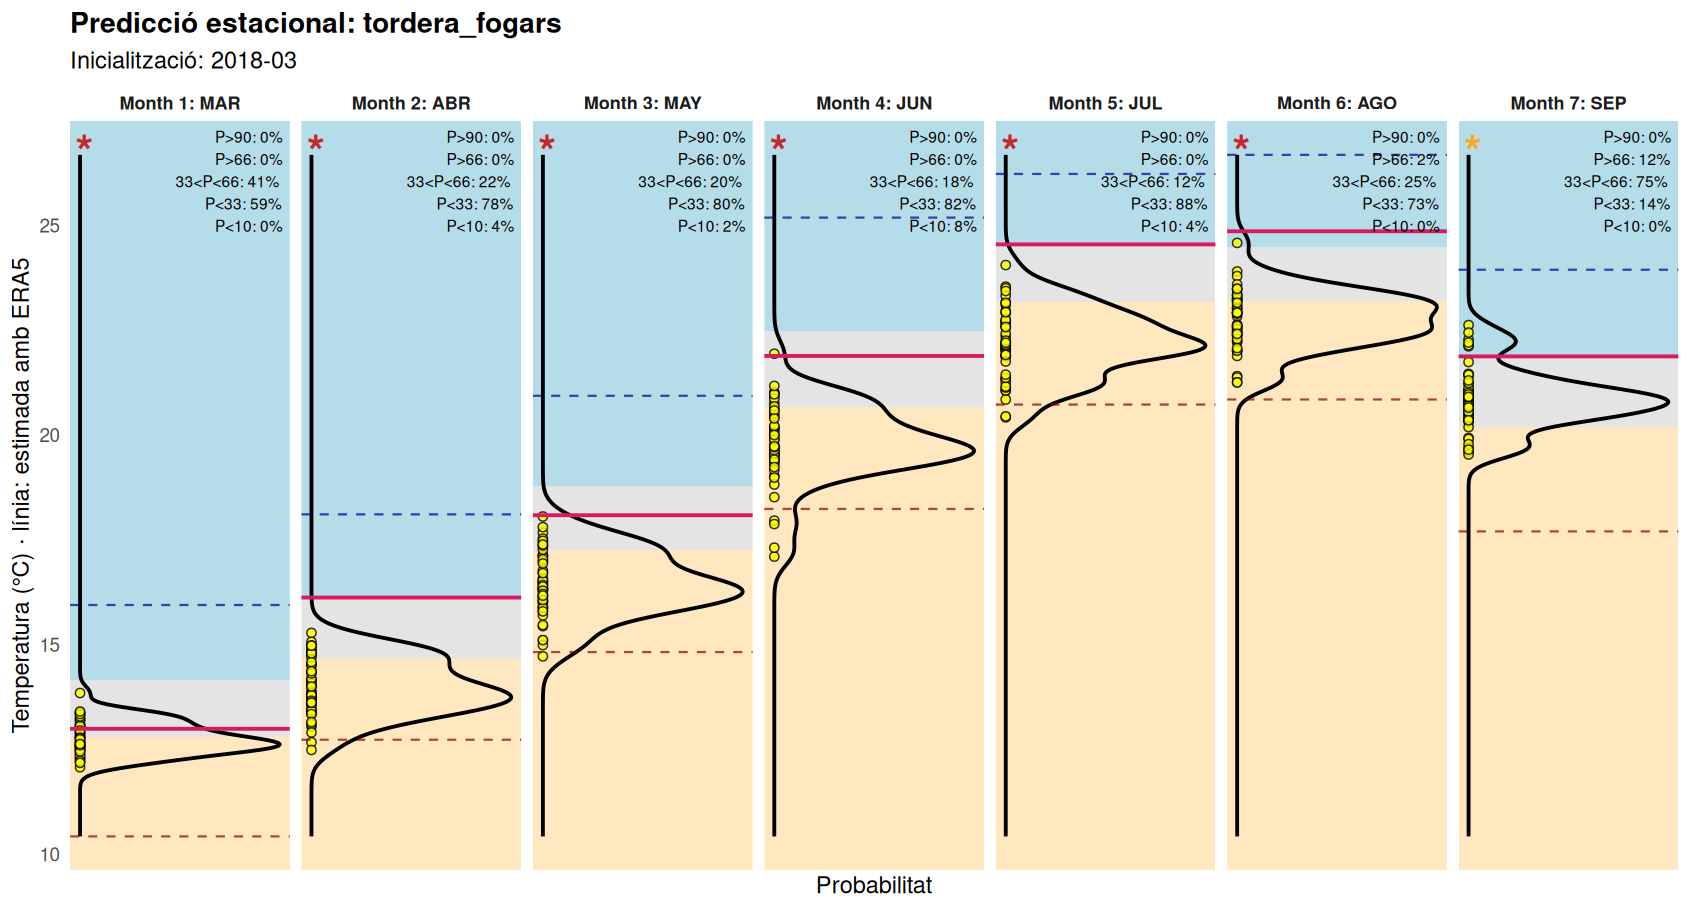 Predicció estacional: tordera_fogars
Inicialització: 2018-03
Month 1: MAR
Month 2: ABR
Month 3: MAY
Month 4: JUN
Month 5: JUL
Month 6: AGO
Month 7: SEP
*
P>90: 0%
P>66: 0%
33<P<66: 41%
P<33: 59%
P<10: 0%
*
P>90: 0%
P>66: 0%
33<P<66: 22%
P<33: 78%
P<10: 4%
*
P>90: 0%
P>66: 0%
33<P<66: 20%
P<33: 80%
P<10: 2%
*
P>90: 0%
P>66: 0%
33<P<66: 18%
P<33: 82%
P<10: 8%
*
P>90: 0%
P>66: 0%
33<P<66: 12%
P<33: 88%
P<10: 4%
*
P>90: 0%
P>66: 2%
33<P<66: 25%
P<33: 73%
P<10: 0%
*
P>90: 0%
P>66: 12%
33<P<66: 75%
P<33: 14%
P<10: 0%
Temperatura (°C) · línia: estimada amb ERA5
25
20
15
10
Probabilitat